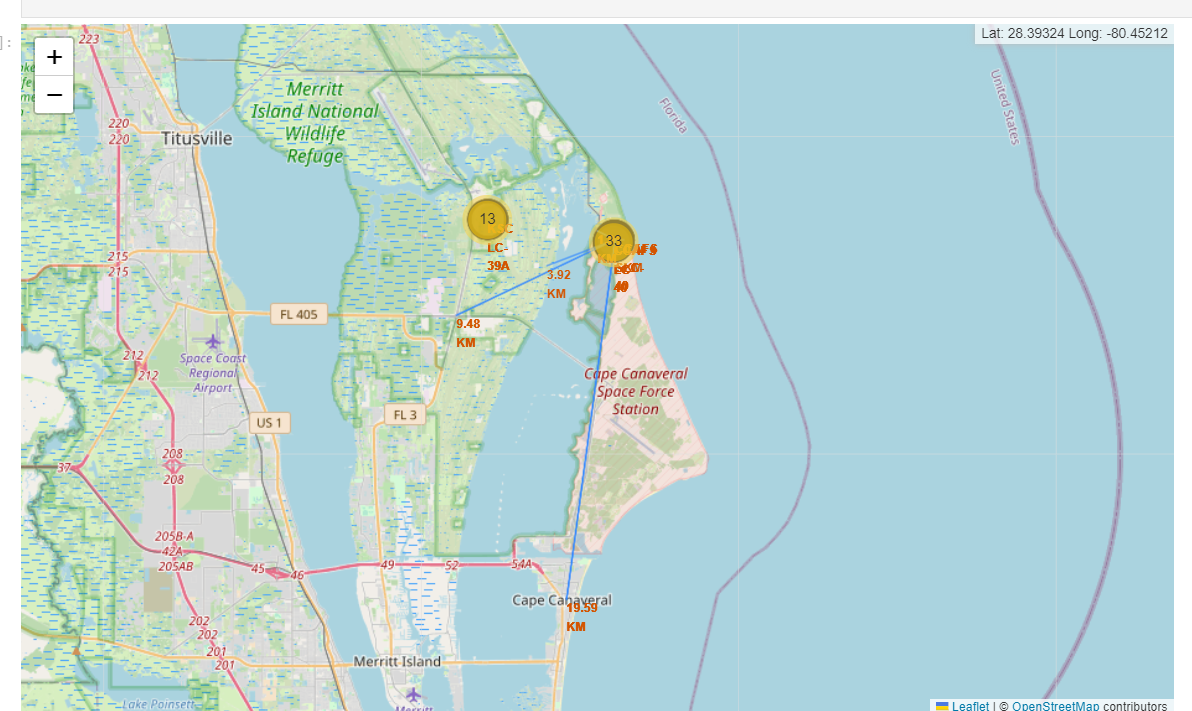 ] :
+
−
Lat: 28.39324 Long: -80.45212
223
Merritt
Island National
Wildlife
Refuge
Florida
United States
220
220
Titusville
13
LC-
39A
33
3.92
KM
215
215
FL 405
9.48
KM
Space Coast
Regional
Airport
212
212
Cape Canaveral
Space Force
Station
FL 3
US 1
208
208
37
205B-A
42A
205AB
45
46
49
52
54A
Cape Canaveral
19.59
KM
202
202
201
201
Merritt Island
Merritt
Lake Poinsett
Leaflet | © OpenStreetMap contributors